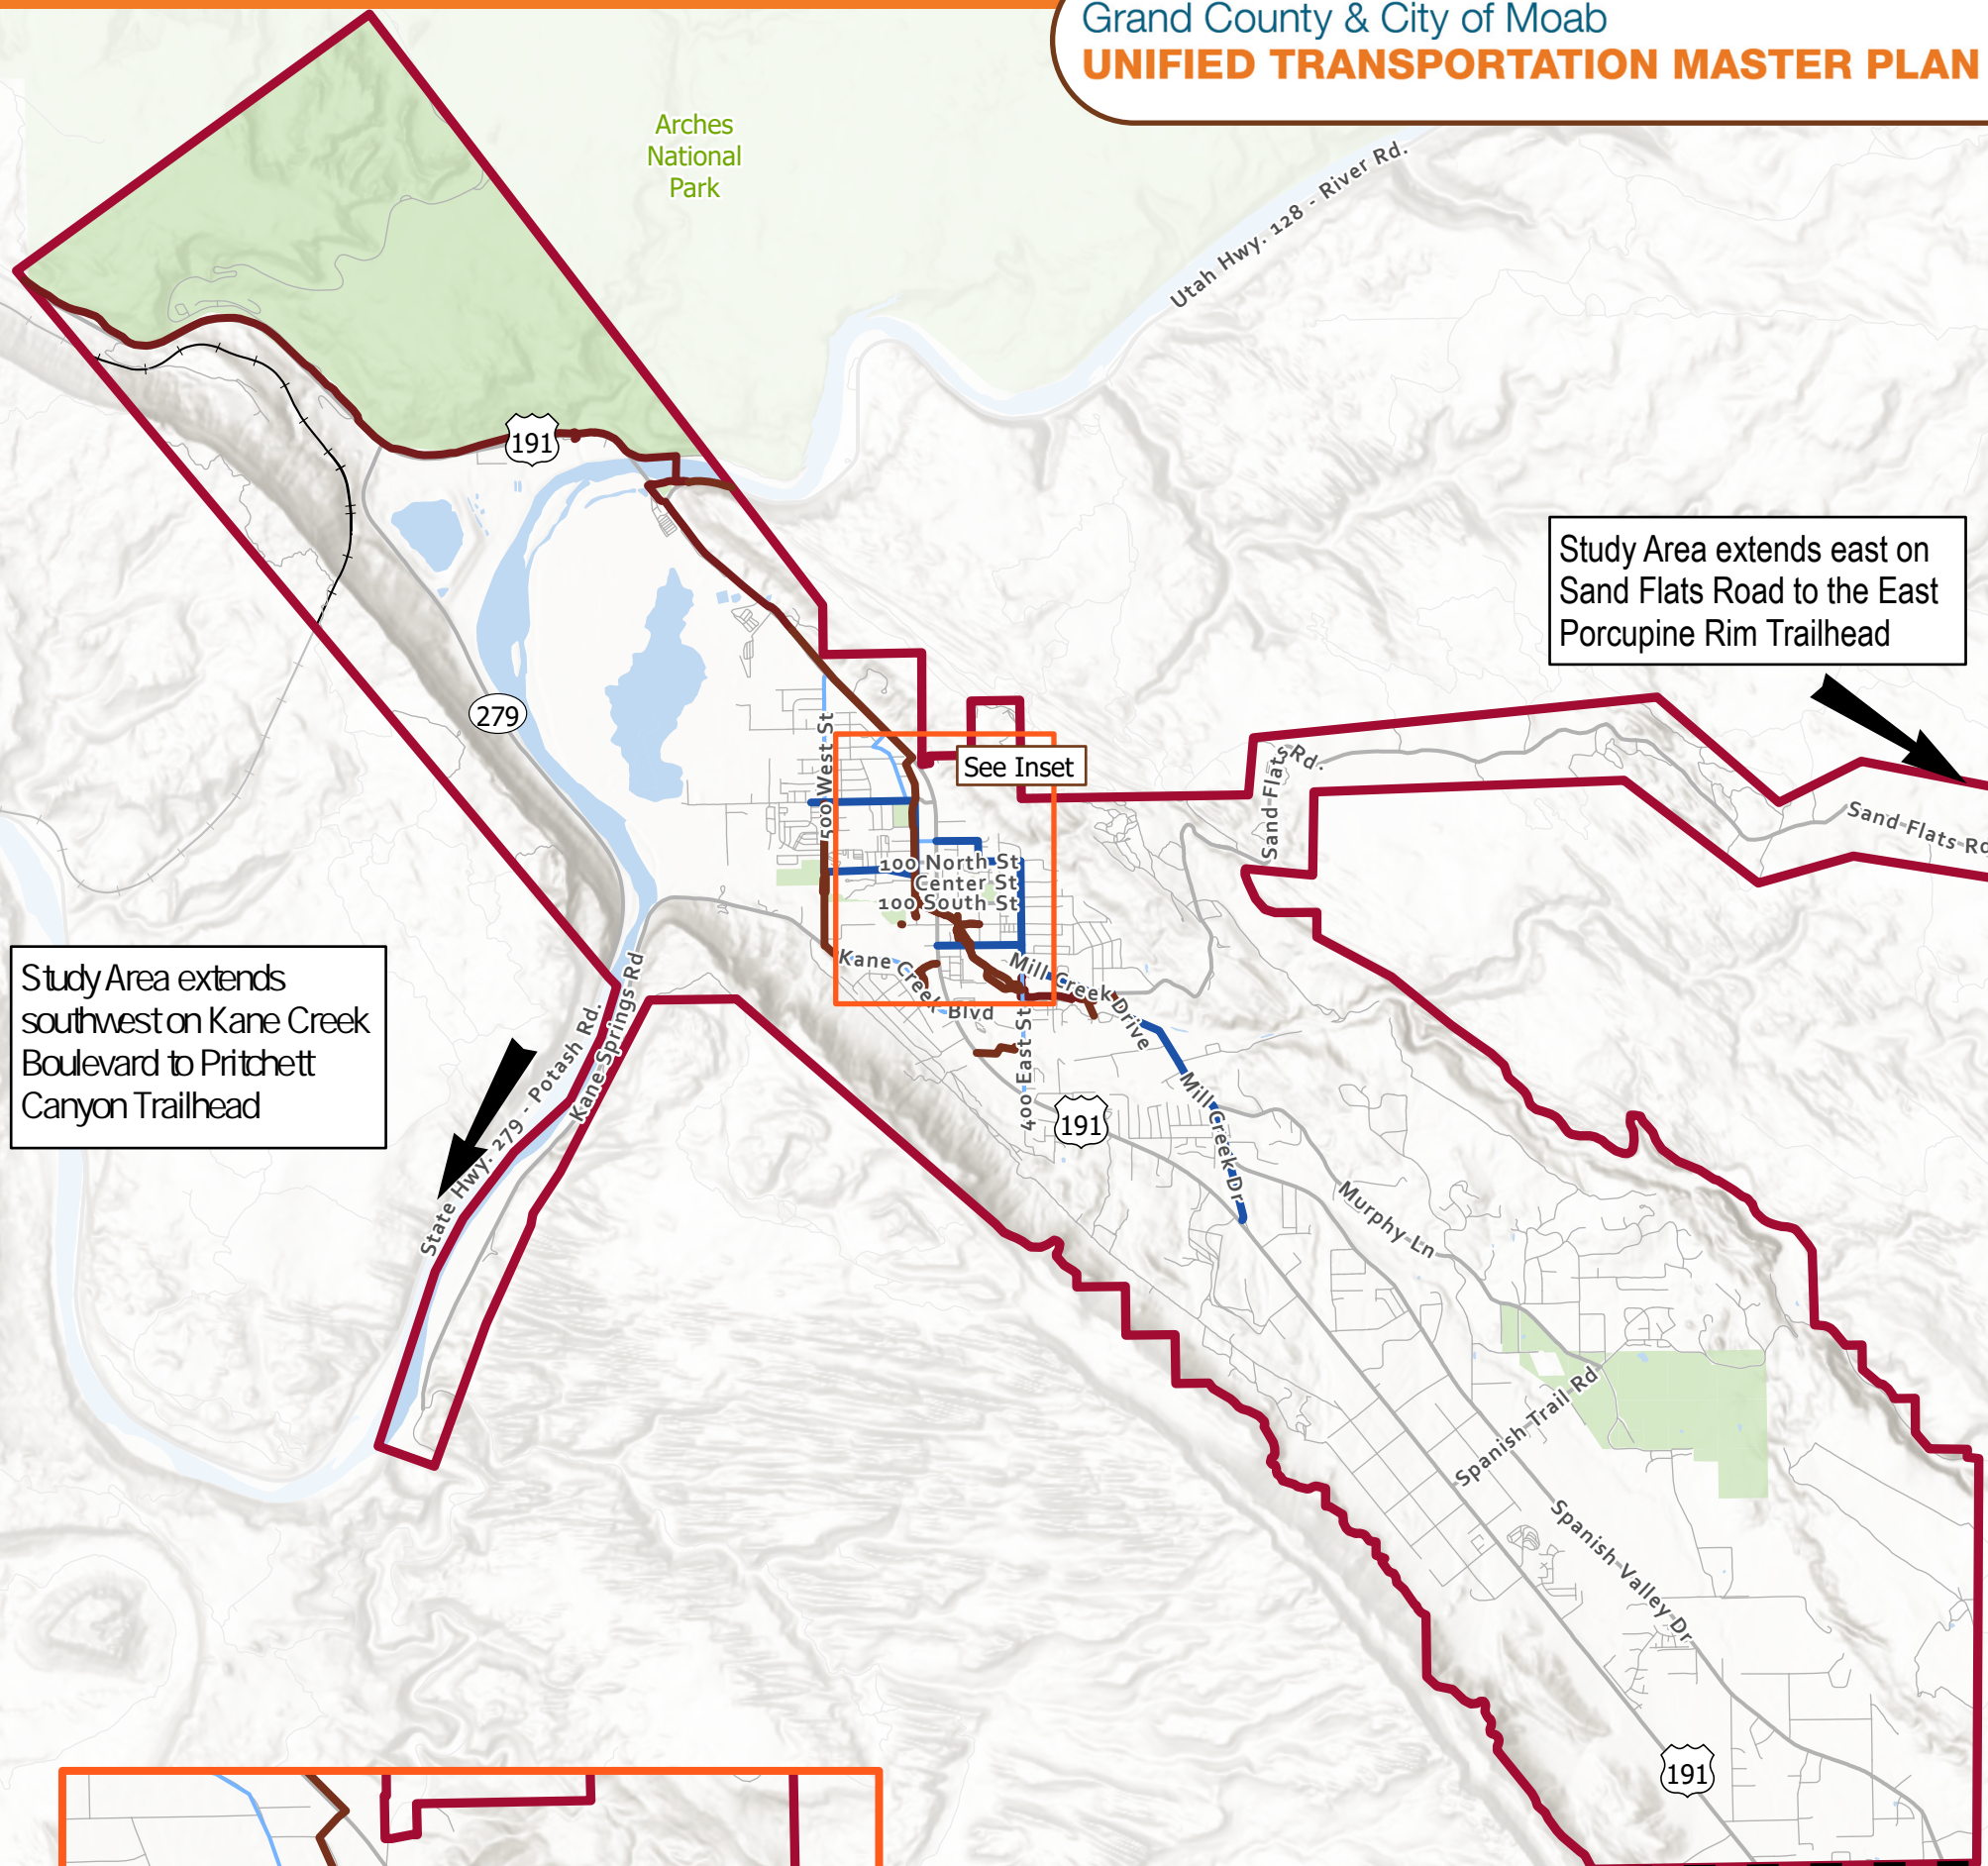 Grand County & City of Moab
UNIFIED TRANSPORTATION MASTER PLAN
Arches
National
Park
Utah Hwy. 128 - River Rd.
191
Study Area extends east on
Sand Flats Road to the East
Porcupine Rim Trailhead
279
500 West St
See Inset
Sand Flats Rd.
Sand Flats Rd
100 North St
Center St
100 South St
Kane Creek Blvd
Mill Creek Drive
Study Area extends
southwest on Kane Creek
Boulevard to Pritchett
Canyon Trailhead
State Hwy. 279 - Potash Rd.
Kane Springs Rd
400 East St
191
Mill Creek Dr
Murphy Ln
Spanish Trail Rd
Spanish Valley Dr
191